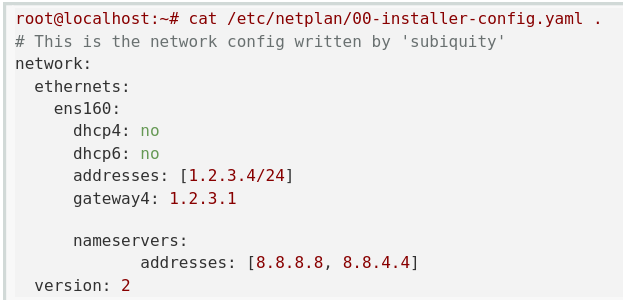 root@localhost:~# cat /etc/netplan/00-installer-config.yaml .
# This is the network config written by 'subiquity'
network:
  ethernets:
    ens160:
      dhcp4: no
      dhcp6: no
      addresses: [1.2.3.4/24]
      gateway4: 1.2.3.1

      nameservers:
             addresses: [8.8.8.8, 8.8.4.4]
  version: 2